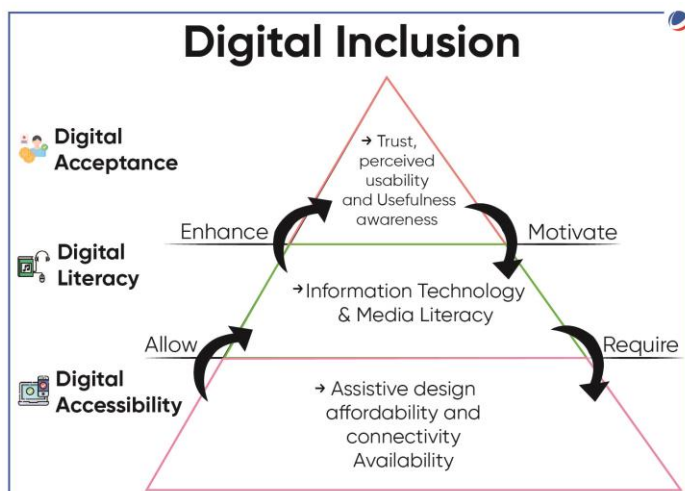 Digital Inclusion
Digital
Acceptance
→ Trust,
perceived
usability
and Usefulness
awareness
Enhance
Motivate
Digital
Literacy
→ Information Technology
& Media Literacy
Allow
Require
Digital
Accessibility
→ Assistive design
affordability and
connectivity
Availability